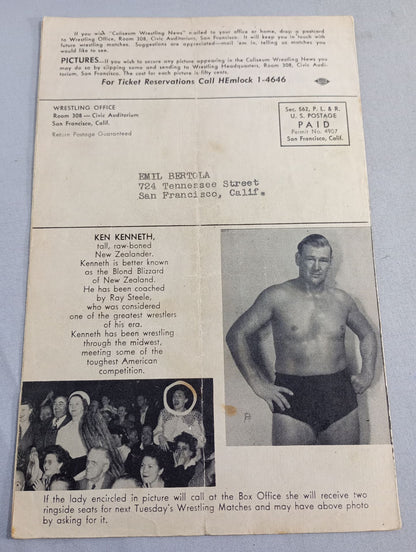 If you wish "Coliseum Wrestling News" mailed to your office or home, drop a postcard
to Wrestling Office, Room 308, Civic Auditorium, San Francisco. It will keep you in touch with
future wrestling matches. Suggestions are appreciated—mail 'em in, telling us matches you
would like to see.
PICTURES—If you wish to secure any picture appearing in the Coliseum Wrestling News you
may do so by clipping same and sending to Wrestling Headquarters, Room 308, Civic Audi-
torium, San Francisco. The cost for each picture is fifty cents.
For Ticket Reservations Call HEmlock 1-4646
WRESTLING OFFICE
Room 308 — Civic Auditorium
San Francisco, Calif.
Return Postage Guaranteed
Sec. 562, P. L. & R.
U. S. POSTAGE
PAID
Permit No. 4907
San Francisco, Calif.
EMIL BERTOLA
724 Tennessee Street
San Francisco, Calif.
KEN KENNETH,
tall, raw-boned
New Zealander.
Kenneth is better known
as the Blond Blizzard
of New Zealand.
He has been coached
by Ray Steele,
who was considered
one of the greatest wrestlers
of his era.
Kenneth has been wrestling
through the midwest,
meeting some of the
toughest American
competition.
If the lady encircled in picture will call at the Box Office she will receive two
ringside seats for next Tuesday's Wrestling Matches and may have above photo
by asking for it.